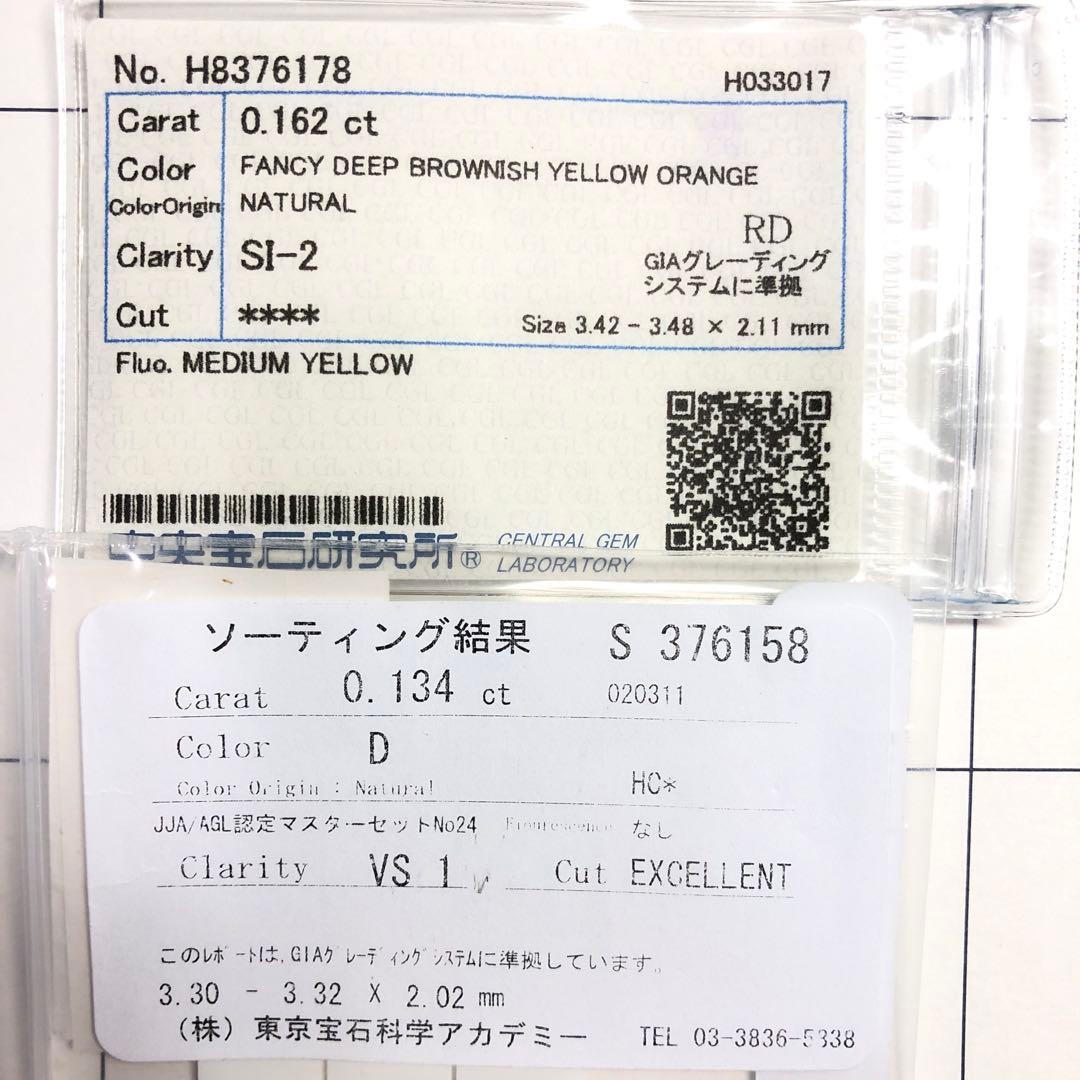 No. H8376178 H033017
Carat 0.162 ct
Color FANCY DEEP BROWNISH YELLOW ORANGE
ColorOrigin NATURAL
RD
Clarity SI-2 GIAグレーディング
システムに準拠
Cut ****
Size 3.42 - 3.48 × 2.11 mm
Fluo. MEDIUM YELLOW
中央宝石研究所® CENTRAL GEM
LABORATORY
ソーティング結果 S 376158
Carat 0.134 ct 020311
Color D
Color Origin : Natural HC*
JJA/AGL認定マスターセットNo24 Flourescence なし
Clarity VS 1 Cut EXCELLENT
このレポートは,GIAグレーディングシステムに準拠しています。
3.30 - 3.32 X 2.02 mm
(株) 東京宝石科学アカデミー TEL 03-3836-5338